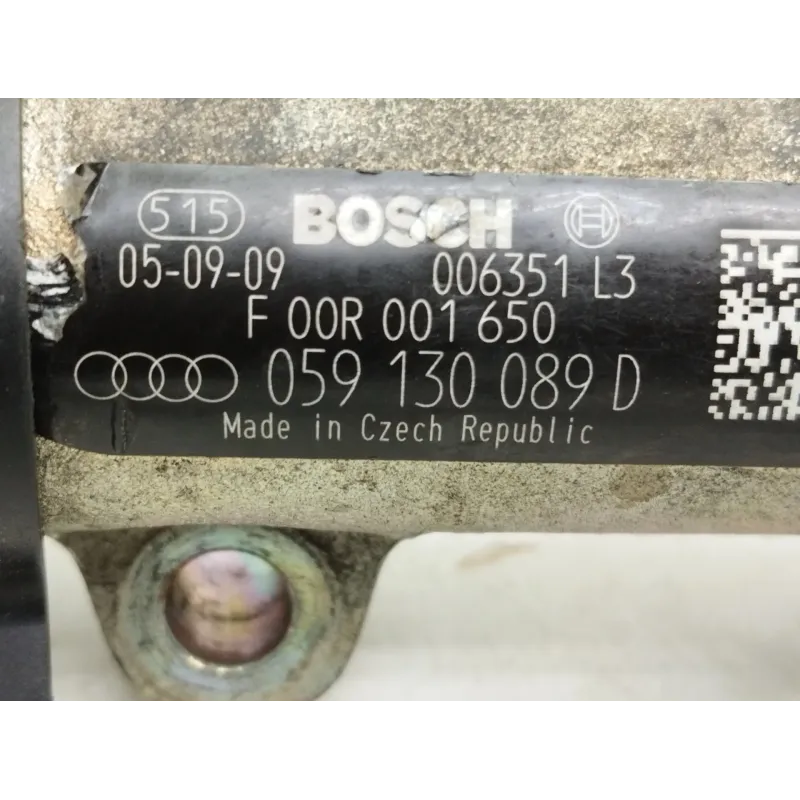 515 BOSCH H
05-09-09 006351 L3
F 00R 001 650
059 130 089 D
Made in Czech Republic